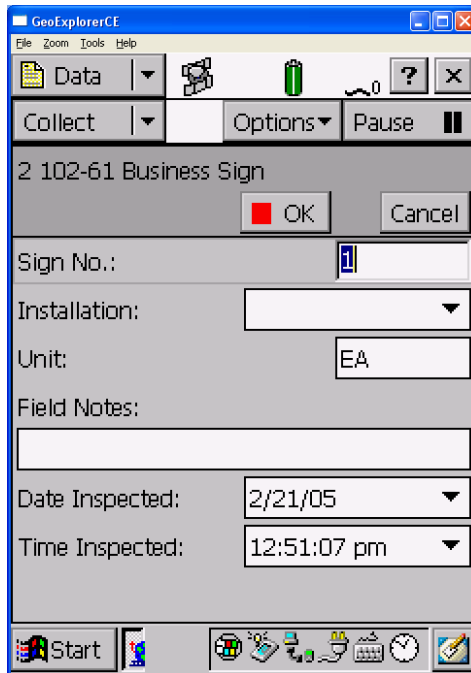 GeoExplorerCE
File Zoom Tools Help
Data 0 ? ×
Collect Options Pause
2 102-61 Business Sign
OK Cancel
Sign No.: 1
Installation:
Unit: EA
Field Notes:
Date Inspected: 2/21/05
Time Inspected: 12:51:07 pm
Start